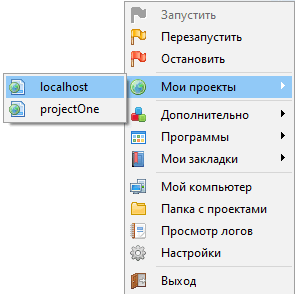 Запустить
Перезапустить
Остановить
Мои проекты
localhost
projectOne
Дополнительно
Программы
Мои закладки
Мой компьютер
Папка с проектами
Просмотр логов
Настройки
Выход